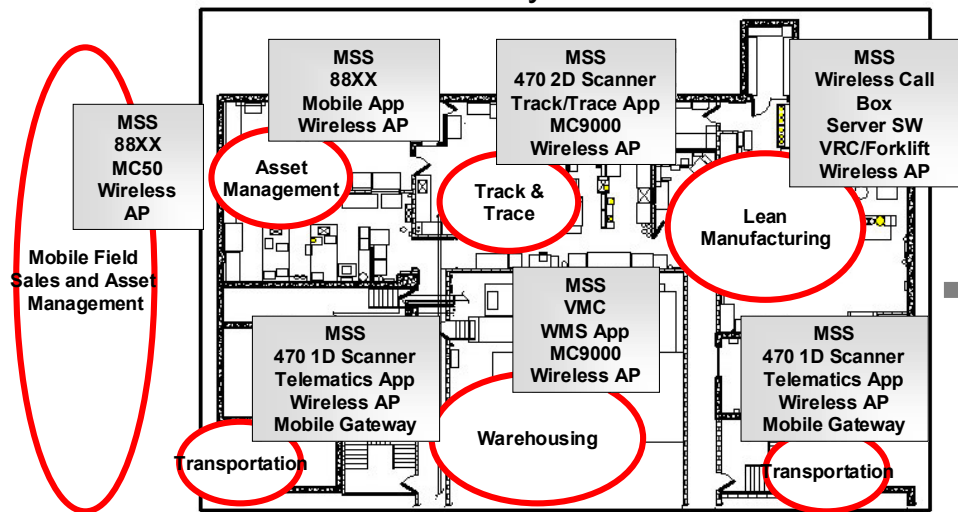 MSS
88XX
MC50
Wireless
AP
Mobile Field
Sales and Asset
Management
MSS
88XX
Mobile App
Wireless AP
Asset
Management
MSS
470 2D Scanner
Track/Trace App
MC9000
Wireless AP
Track &
Trace
MSS
Wireless Call
Box
Server SW
VRC/Forklift
Wireless AP
Lean
Manufacturing
MSS
470 1D Scanner
Telematics App
Wireless AP
Mobile Gateway
Transportation
MSS
VMC
WMS App
MC9000
Wireless AP
Warehousing
MSS
470 1D Scanner
Telematics App
Wireless AP
Mobile Gateway
Transportation